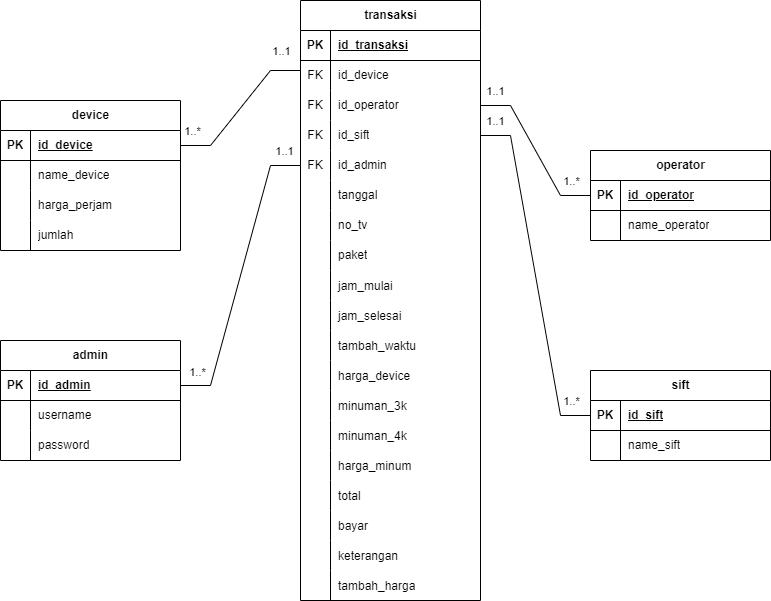 transaksi
PK id_transaksi
FK id_device
FK id_operator
FK id_sift
FK id_admin
tanggal
no_tv
paket
jam_mulai
jam_selesai
tambah_waktu
harga_device
minuman_3k
minuman_4k
harga_minum
total
bayar
keterangan
tambah_harga
1..1
1..*
device
PK id_device
name_device
harga_perjam
jumlah
1..1
1..*
admin
PK id_admin
username
password
1..1
1..*
operator
PK id_operator
name_operator
1..1
1..*
sift
PK id_sift
name_sift